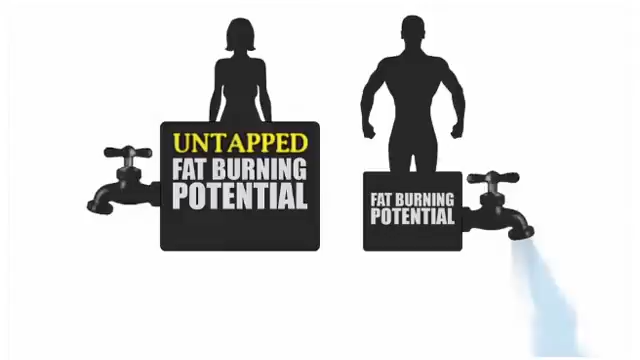 UNTAPPED
FAT BURNING
POTENTIAL
FAT BURNING
POTENTIAL